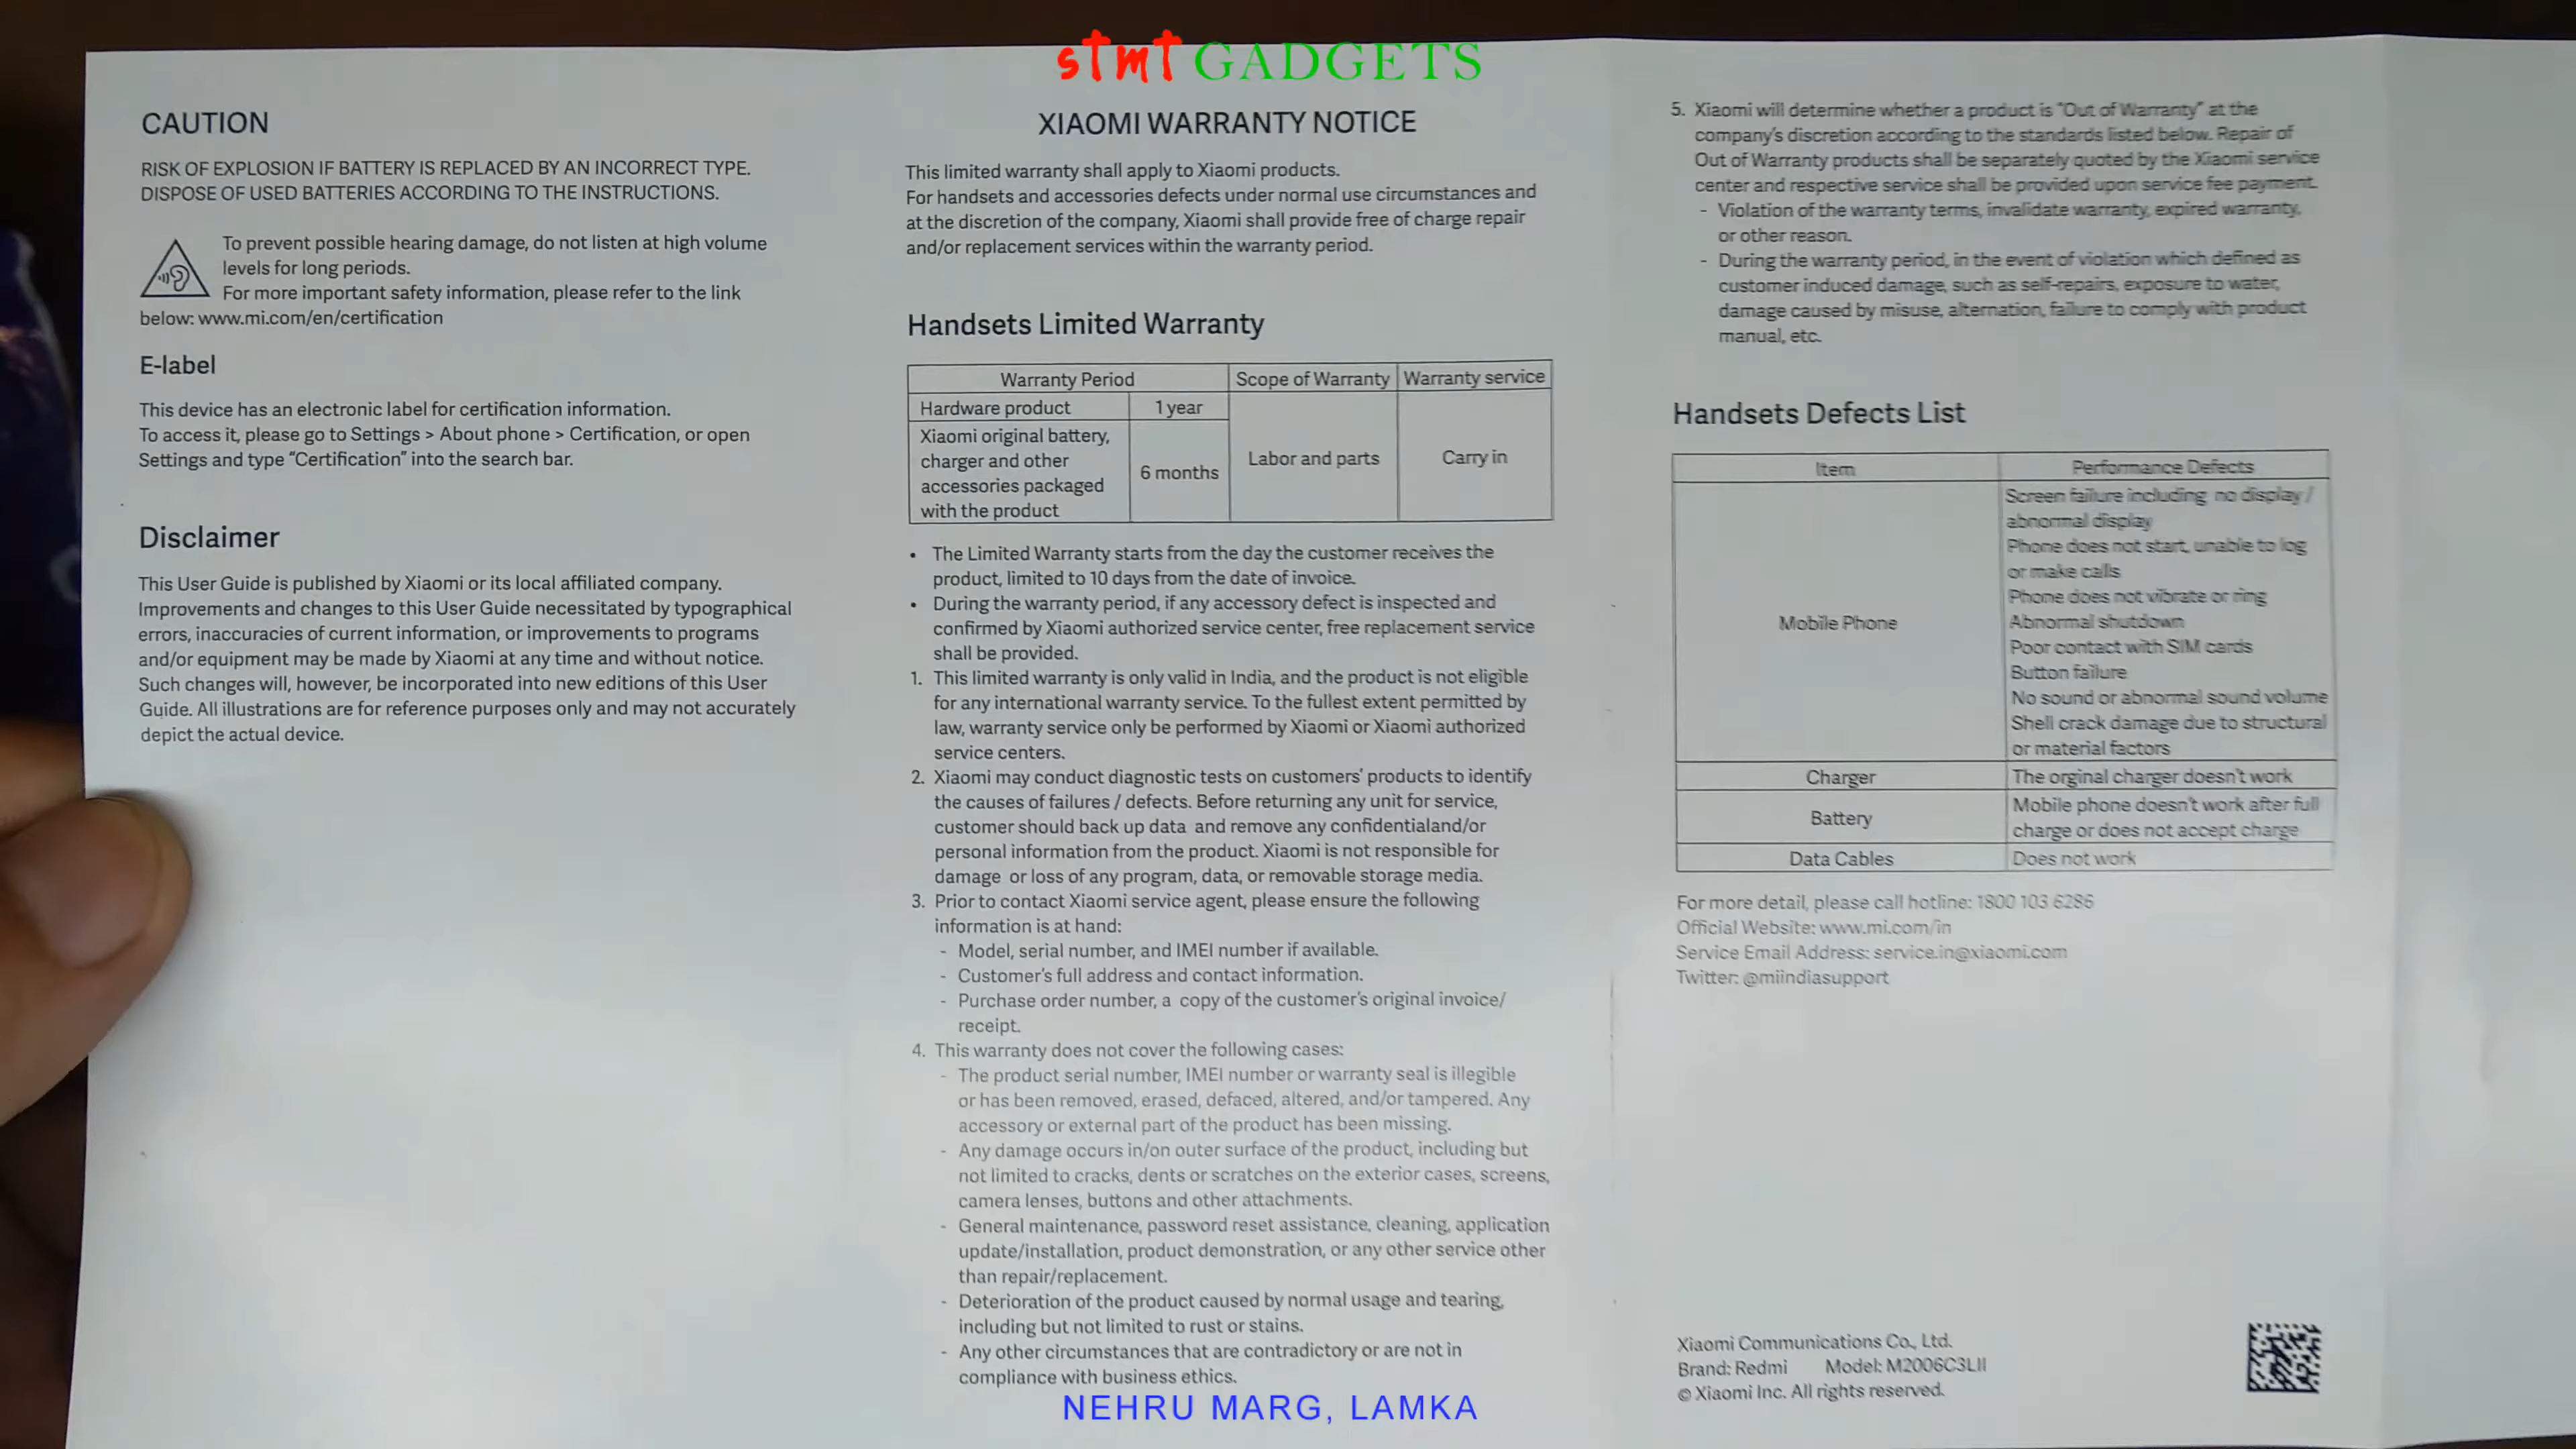 stmt GADGETS
CAUTION
RISK OF EXPLOSION IF BATTERY IS REPLACED BY AN INCORRECT TYPE.
DISPOSE OF USED BATTERIES ACCORDING TO THE INSTRUCTIONS.
To prevent possible hearing damage, do not listen at high volume
levels for long periods.
For more important safety information, please refer to the link
below: www.mi.com/en/certification
E-label
This device has an electronic label for certification information.
To access it, please go to Settings > About phone > Certification, or open
Settings and type “Certification” into the search bar.
Disclaimer
This User Guide is published by Xiaomi or its local affiliated company.
Improvements and changes to this User Guide necessitated by typographical
errors, inaccuracies of current information, or improvements to programs
and/or equipment may be made by Xiaomi at any time and without notice.
Such changes will, however, be incorporated into new editions of this User
Guide. All illustrations are for reference purposes only and may not accurately
depict the actual device.
XIAOMI WARRANTY NOTICE
This limited warranty shall apply to Xiaomi products.
For handsets and accessories defects under normal use circumstances and
at the discretion of the company, Xiaomi shall provide free of charge repair
and/or replacement services within the warranty period.
Handsets Limited Warranty
Warranty Period Scope of Warranty Warranty service
Hardware product 1 year
Xiaomi original battery,
charger and other
accessories packaged
with the product
6 months
Labor and parts
Carry in
• The Limited Warranty starts from the day the customer receives the
product, limited to 10 days from the date of invoice.
• During the warranty period, if any accessory defect is inspected and
confirmed by Xiaomi authorized service center, free replacement service
shall be provided.
1. This limited warranty is only valid in India, and the product is not eligible
for any international warranty service. To the fullest extent permitted by
law, warranty service only be performed by Xiaomi or Xiaomi authorized
service centers.
2. Xiaomi may conduct diagnostic tests on customers' products to identify
the causes of failures / defects. Before returning any unit for service,
customer should back up data and remove any confidentialand/or
personal information from the product. Xiaomi is not responsible for
damage or loss of any program, data, or removable storage media.
3. Prior to contact Xiaomi service agent, please ensure the following
information is at hand:
- Model, serial number, and IMEI number if available.
- Customer's full address and contact information.
- Purchase order number, a copy of the customer's original invoice/
receipt.
4. This warranty does not cover the following cases:
- The product serial number, IMEI number or warranty seal is illegible
or has been removed, erased, defaced, altered, and/or tampered. Any
accessory or external part of the product has been missing.
- Any damage occurs in/on outer surface of the product, including but
not limited to cracks, dents or scratches on the exterior cases, screens,
camera lenses, buttons and other attachments.
- General maintenance, password reset assistance, cleaning, application
update/installation, product demonstration, or any other service other
than repair/replacement.
- Deterioration of the product caused by normal usage and tearing,
including but not limited to rust or stains.
- Any other circumstances that are contradictory or are not in
compliance with business ethics.
5. Xiaomi will determine whether a product is "Out of Warranty" at the
company's discretion according to the standards listed below. Repair of
Out of Warranty products shall be separately quoted by the Xiaomi service
center and respective service shall be provided upon service fee payment.
- Violation of the warranty terms, invalidate warranty, expired warranty,
or other reason.
- During the warranty period, in the event of violation which defined as
customer induced damage, such as self-repairs, exposure to water,
damage caused by misuse, alternation, failure to comply with product
manual, etc.
Handsets Defects List
Item Performance Defects
Mobile Phone
Screen failure including no display /
abnormal display
Phone does not start, unable to log
or make calls
Phone does not vibrate or ring
Abnormal shutdown
Poor contact with SIM cards
Button failure
No sound or abnormal sound volume
Shell crack damage due to structural
or material factors
Charger The orginal charger doesn't work
Battery
Mobile phone doesn't work after full
charge or does not accept charge
Data Cables Does not work
For more detail, please call hotline: 1800 103 6286
Official Website: www.mi.com/in
Service Email Address: service.in@xiaomi.com
Twitter: @miindiasupport
Xiaomi Communications Co., Ltd.
Brand: Redmi Model: M2006C3LII
© Xiaomi Inc. All rights reserved.
NEHRU MARG, LAMKA